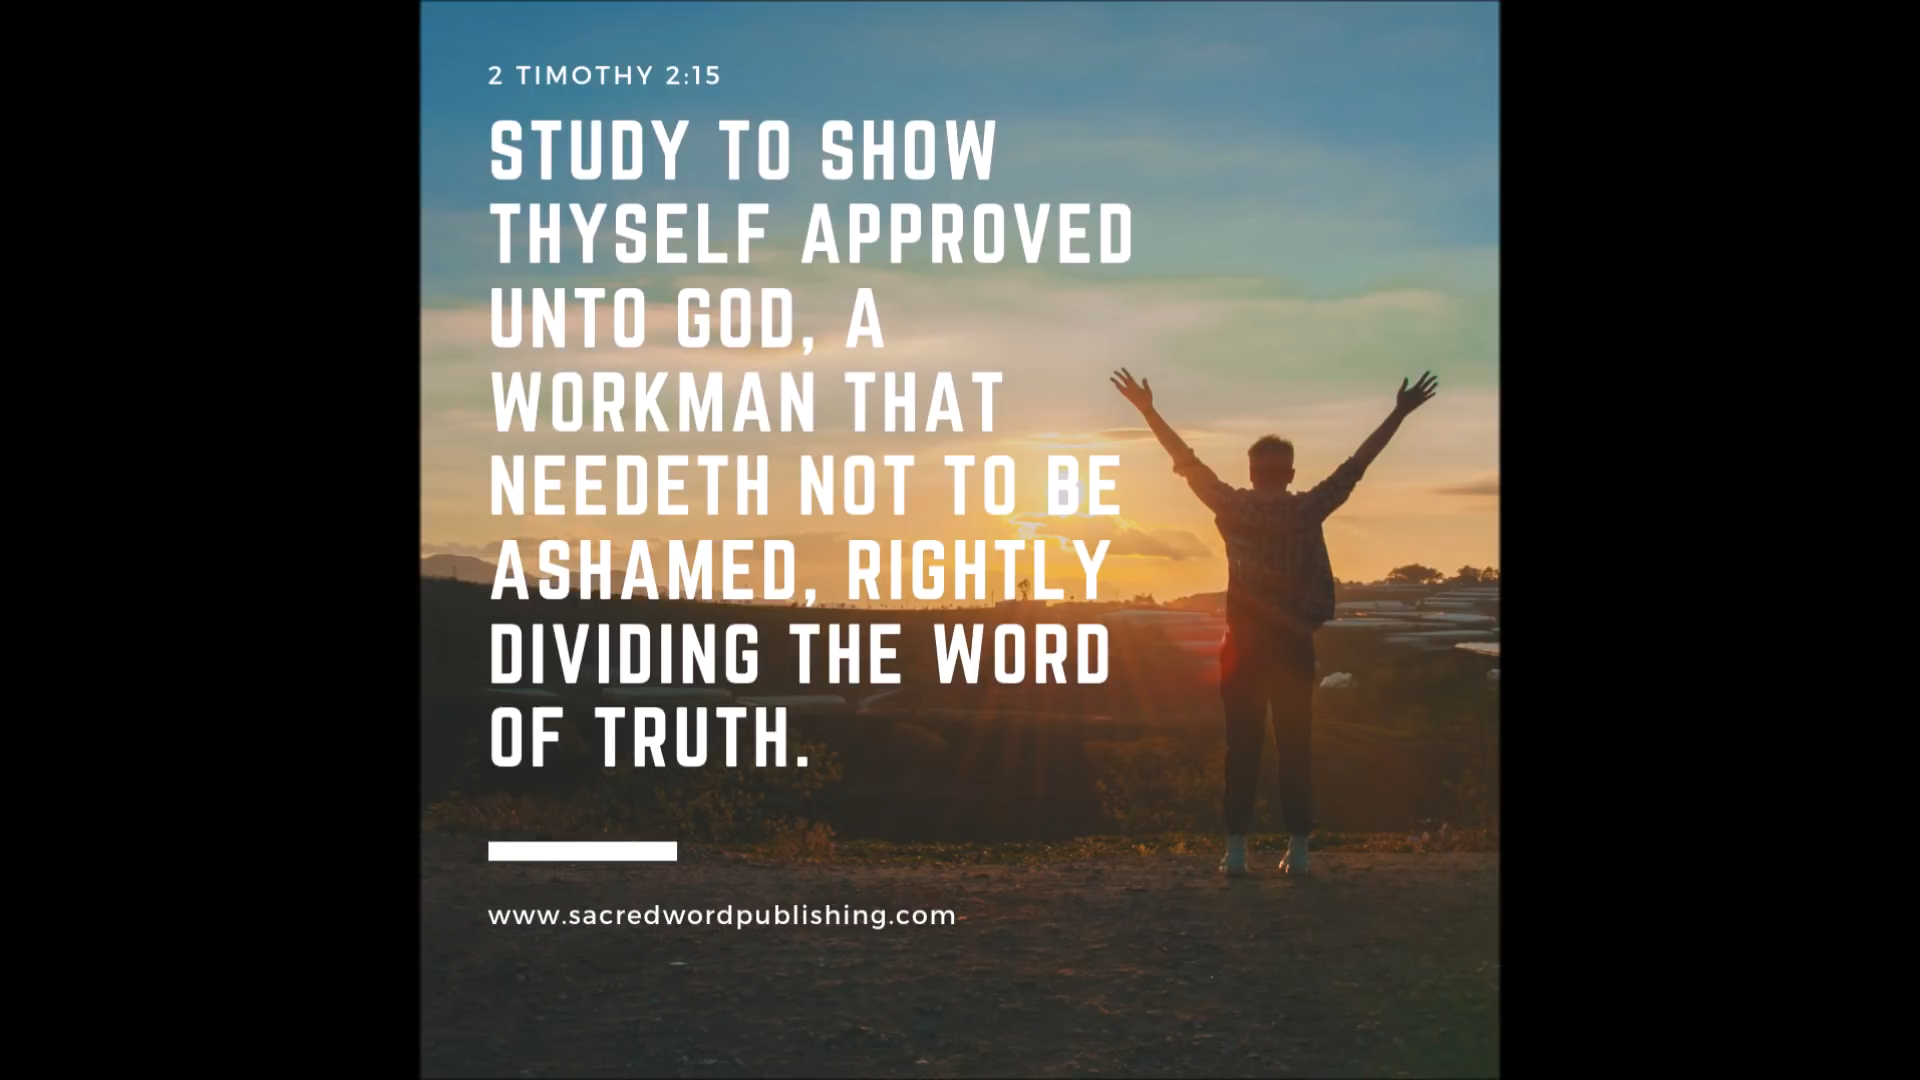 2 TIMOTHY 2:15
STUDY TO SHOW
THYSELF APPROVED
UNTO GOD, A
WORKMAN THAT
NEEDETH NOT TO BE
ASHAMED, RIGHTLY
DIVIDING THE WORD
OF TRUTH.
www.sacredwordpublishing.com